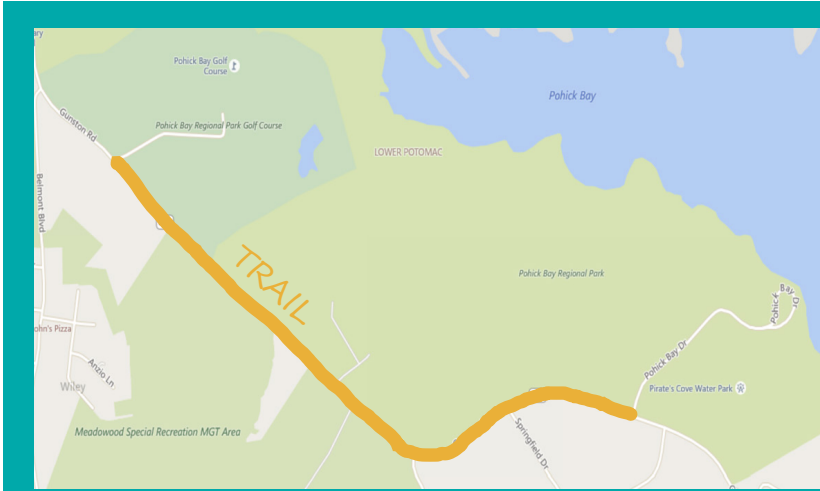 Pohick Bay Golf
Course
Pohick Bay
Gunston Rd
Pohick Bay Regional Park Golf Course
LOWER POTOMAC
Belmont Blvd
TRAIL
Pohick Bay Regional Park
Pohick
Bay Dr
ohn's Pizza
Pohick Bay Dr
Antio Ln
Wiley
Pirate's Cove Water Park
Springfield Dr
Meadowood Special Recreation MGT Area